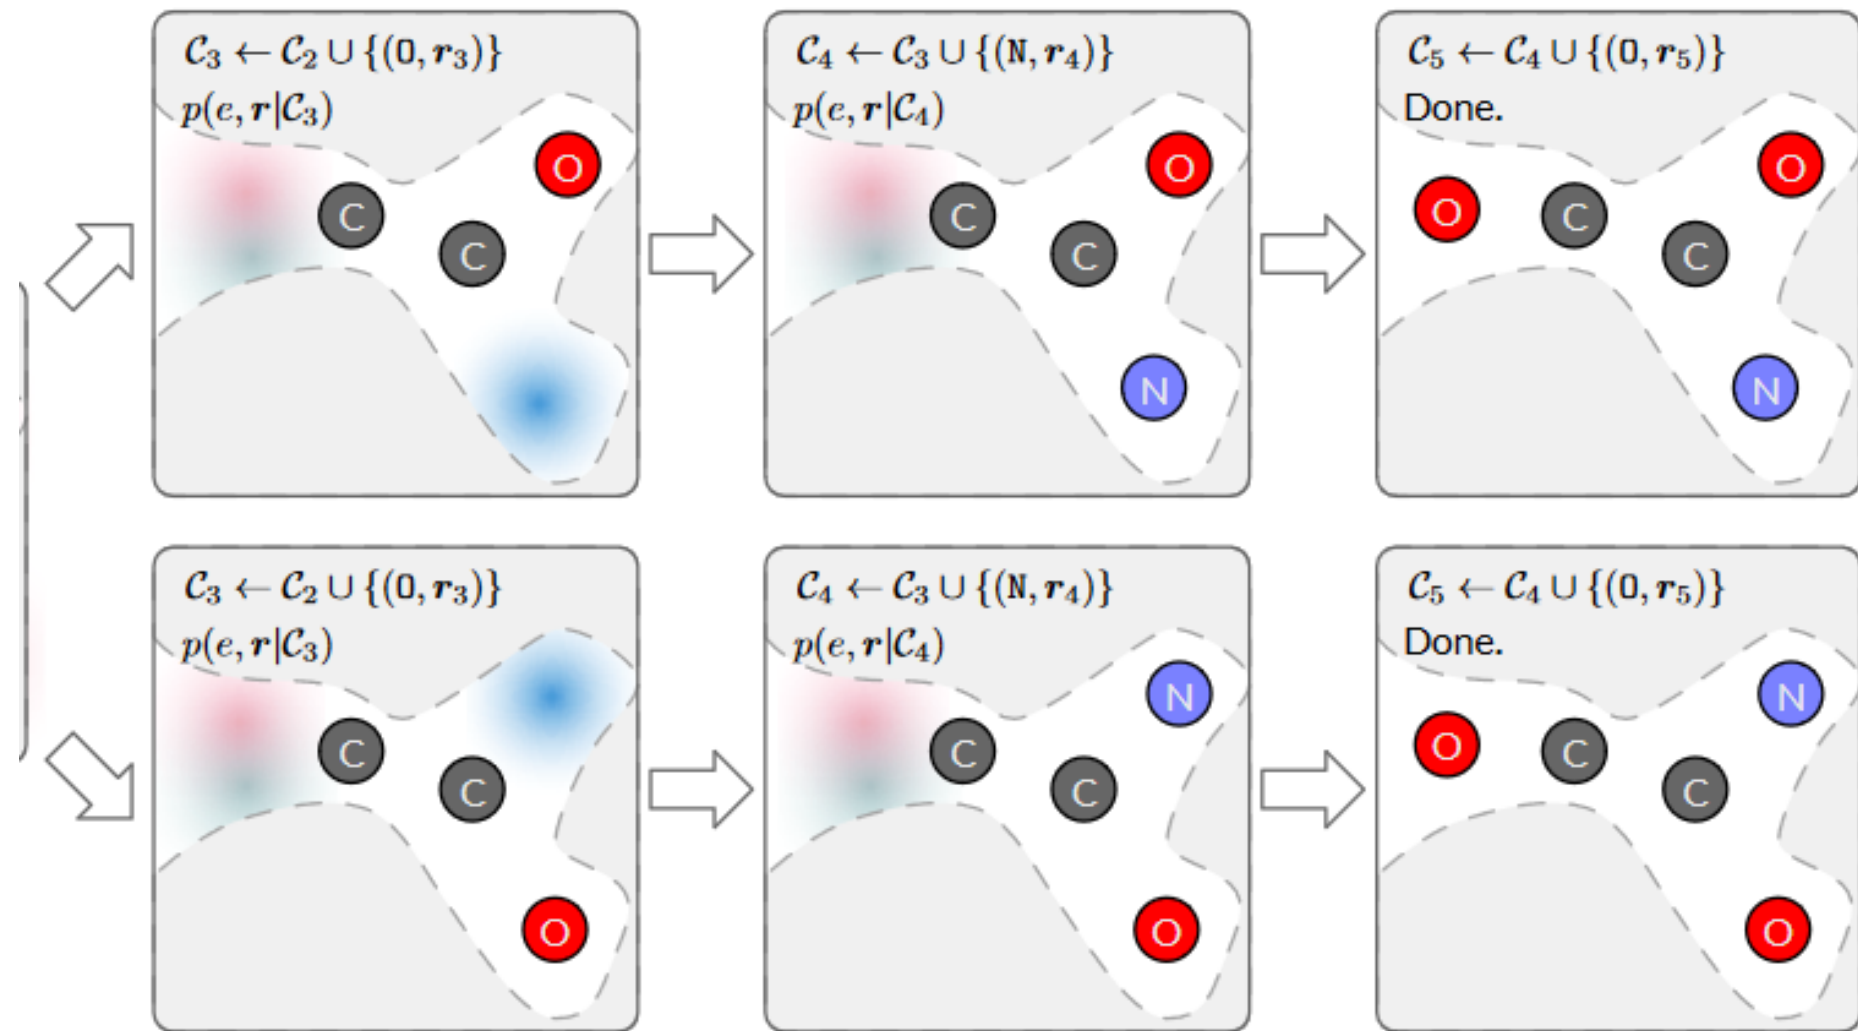 𝒞₃ ← 𝒞₂ ∪ {(O, r₃)}
p(e, r|𝒞₃)
O
C
C
𝒞₄ ← 𝒞₃ ∪ {(N, r₄)}
p(e, r|𝒞₄)
O
C
C
N
𝒞₅ ← 𝒞₄ ∪ {(O, r₅)}
Done.
O
O
C
C
N
𝒞₃ ← 𝒞₂ ∪ {(O, r₃)}
p(e, r|𝒞₃)
C
C
O
𝒞₄ ← 𝒞₃ ∪ {(N, r₄)}
p(e, r|𝒞₄)
N
C
C
O
𝒞₅ ← 𝒞₄ ∪ {(O, r₅)}
Done.
N
O
C
C
O